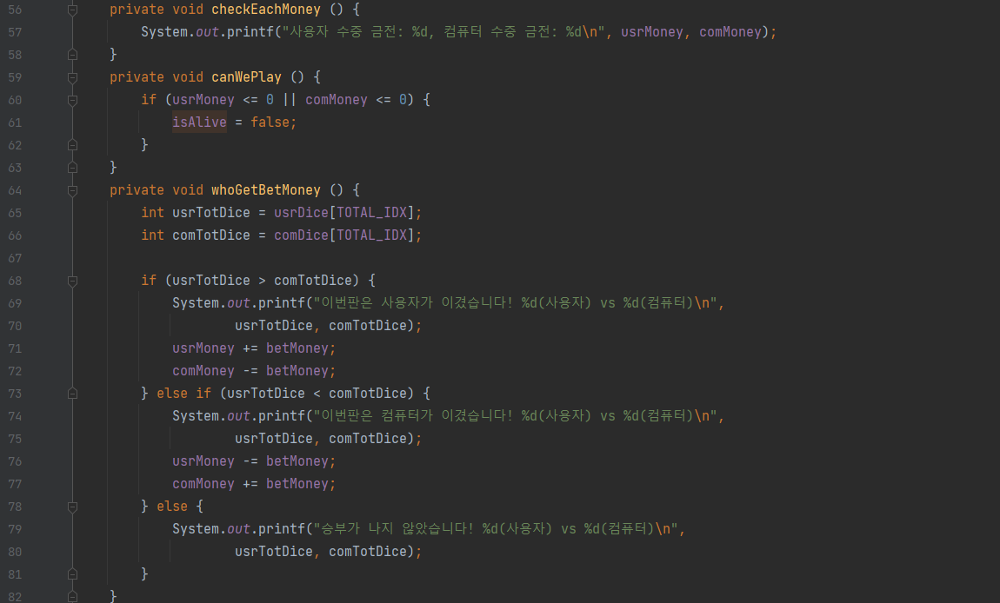 56 private void checkEachMoney () {
57 System.out.printf("사용자 수중 금전: %d, 컴퓨터 수중 금전: %d\n", usrMoney, comMoney);
58 }
59 private void canWePlay () {
60 if (usrMoney <= 0 || comMoney <= 0) {
61 isAlive = false;
62 }
63 }
64 private void whoGetBetMoney () {
65 int usrTotDice = usrDice[TOTAL_IDX];
66 int comTotDice = comDice[TOTAL_IDX];
67
68 if (usrTotDice > comTotDice) {
69 System.out.printf("이번판은 사용자가 이겼습니다! %d(사용자) vs %d(컴퓨터)\n",
70 usrTotDice, comTotDice);
71 usrMoney += betMoney;
72 comMoney -= betMoney;
73 } else if (usrTotDice < comTotDice) {
74 System.out.printf("이번판은 컴퓨터가 이겼습니다! %d(사용자) vs %d(컴퓨터)\n",
75 usrTotDice, comTotDice);
76 usrMoney -= betMoney;
77 comMoney += betMoney;
78 } else {
79 System.out.printf("승부가 나지 않았습니다! %d(사용자) vs %d(컴퓨터)\n",
80 usrTotDice, comTotDice);
81 }
82 }